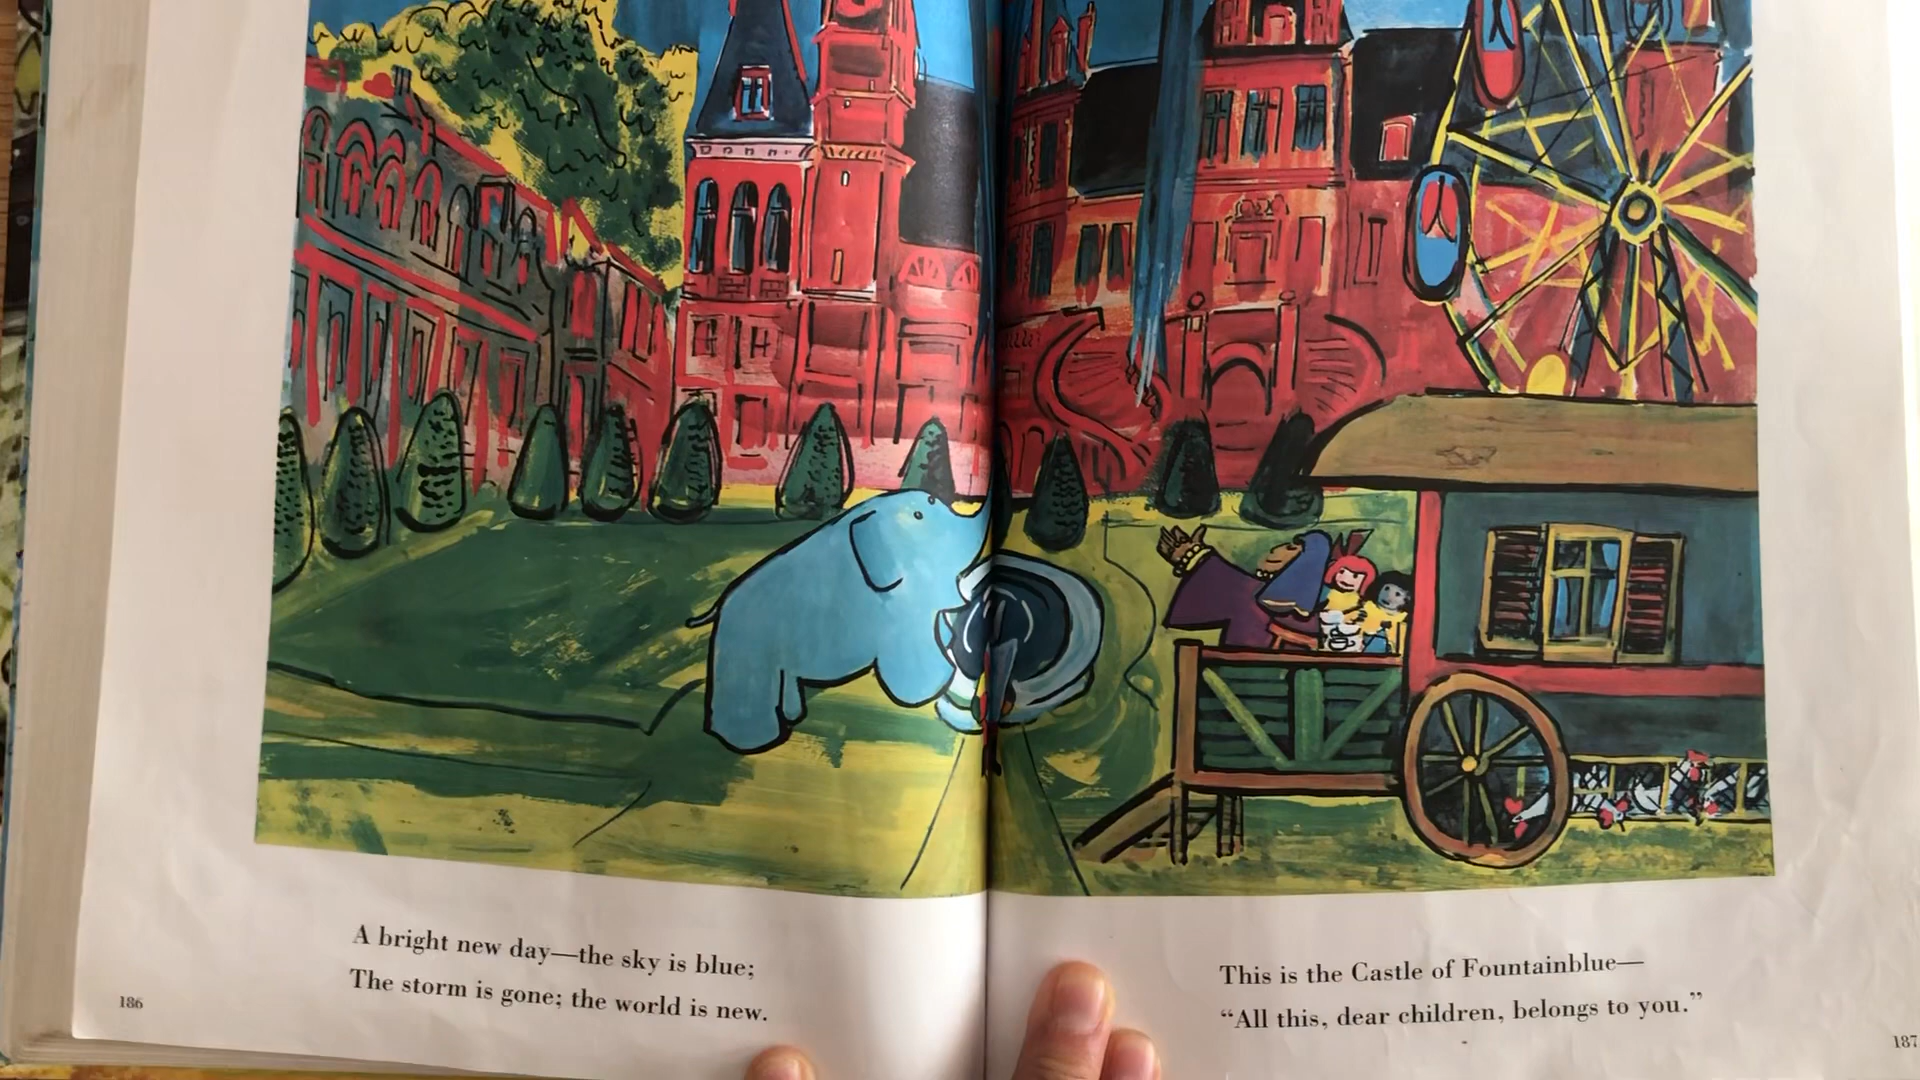 A bright new day—the sky is blue;
The storm is gone; the world is new.
186
This is the Castle of Fountainblue—
“All this, dear children, belongs to you.”
187